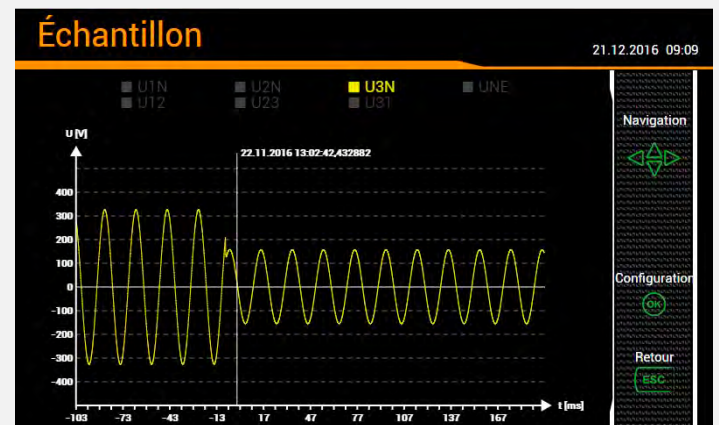 Échantillon
21.12.2016 09:09
U1N U2N U3N UNE
U12 U23 U31
U [V]
22.11.2016 13:02:42,432882
400
300
200
100
0
-100
-200
-300
-400
-103 -73 -43 -13 17 47 77 107 137 167
t [ms]
Navigation
Configuration
OK
Retour
ESC